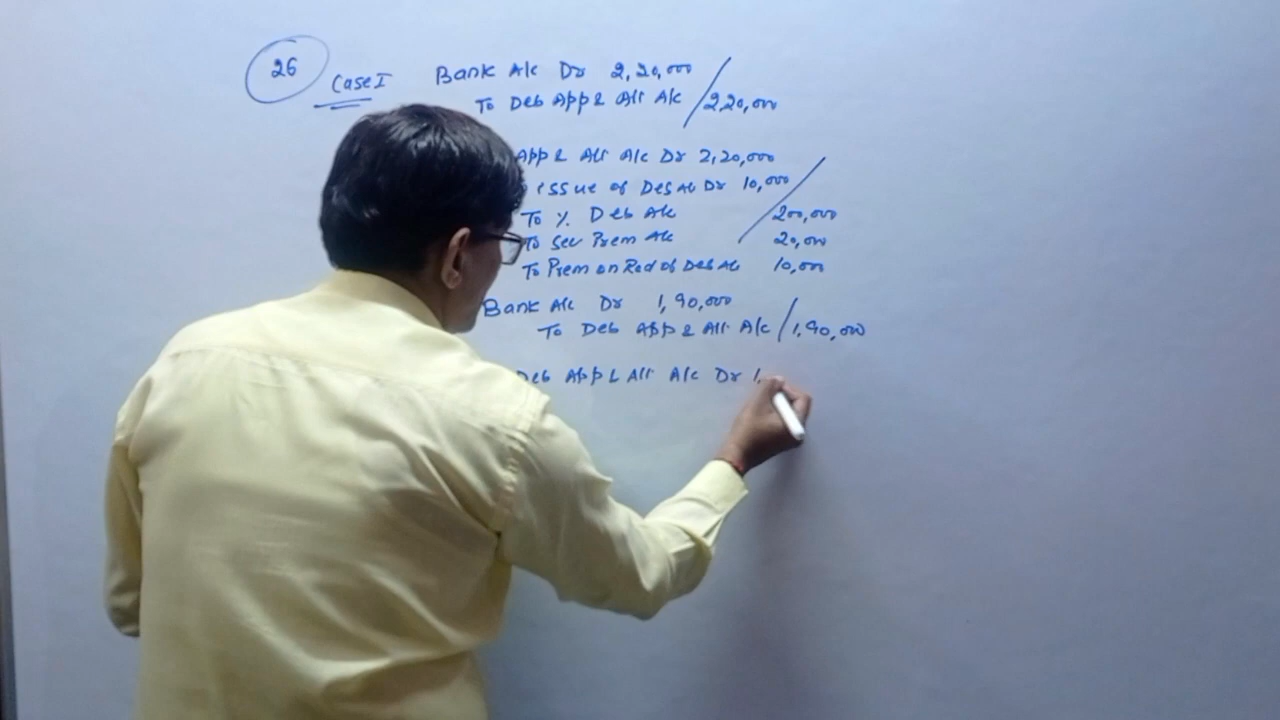 26 Case I Bank A/c Dr 2,20,000
To Deb App & All A/c 2,20,000
App & All A/c Dr 2,20,000
issue of Deb A/c Dr 10,000
To % Deb A/c 200,000
To Sec Prem A/c 20,000
To Prem on Red of Deb A/c 10,000
Bank A/c Dr 1,90,000
To Deb App & All A/c 1,90,000
Deb App & All A/c Dr 1,